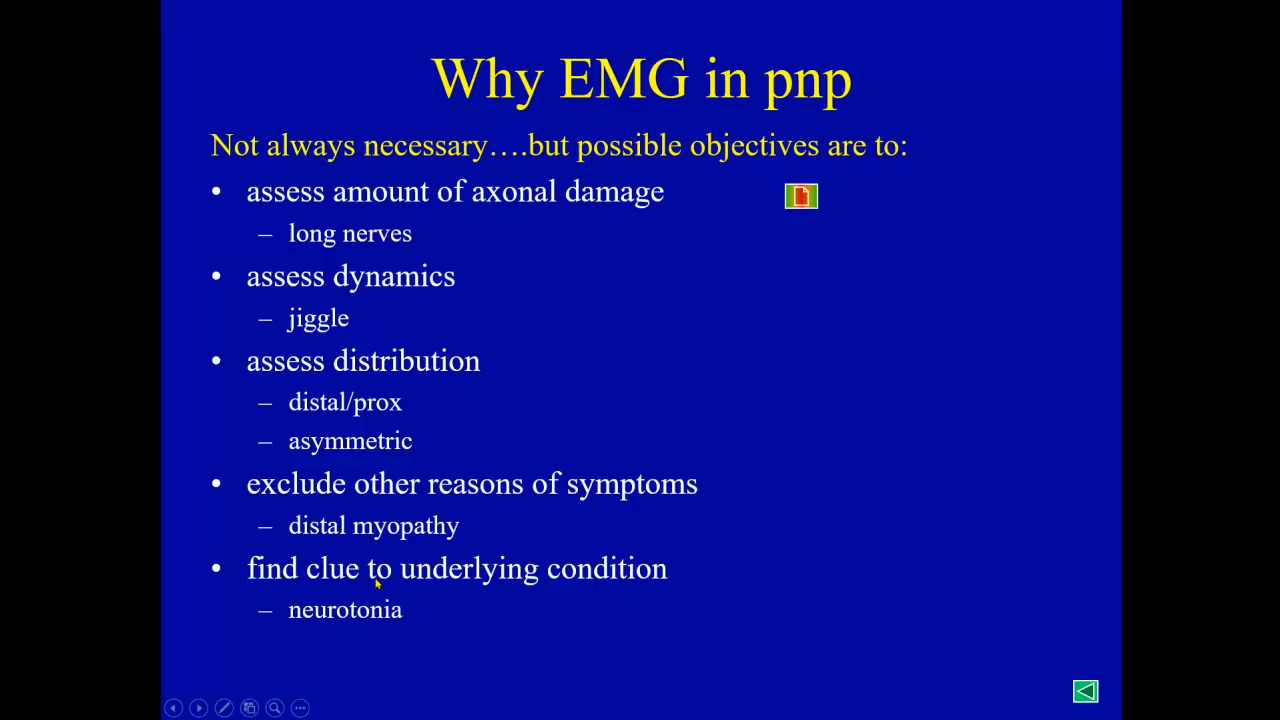 Why EMG in pnp
Not always necessary….but possible objectives are to:
• assess amount of axonal damage
– long nerves
• assess dynamics
– jiggle
• assess distribution
– distal/prox
– asymmetric
• exclude other reasons of symptoms
– distal myopathy
• find clue to underlying condition
– neurotonia